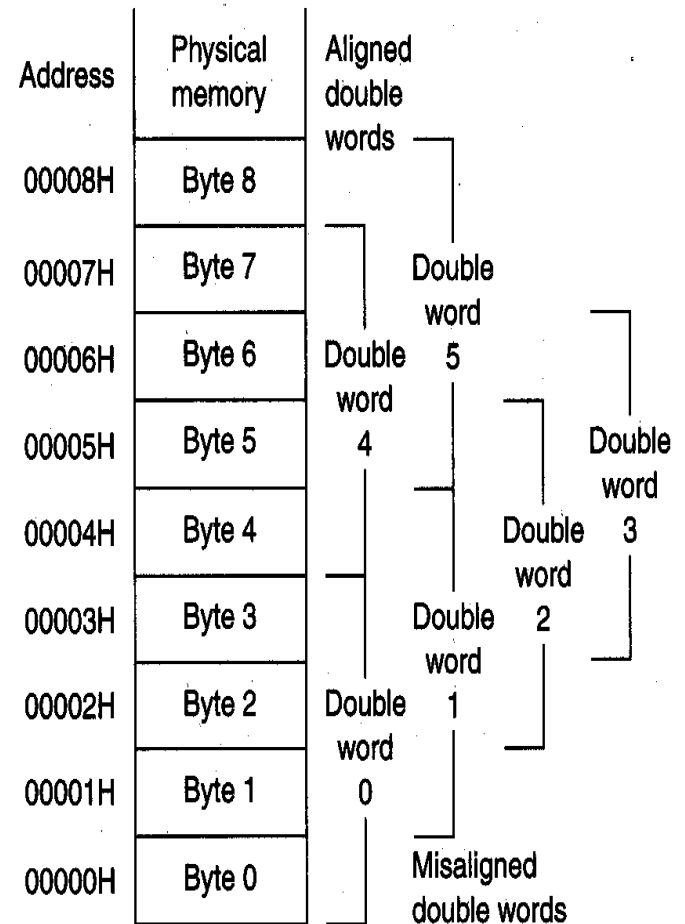 Address
Physical
memory
Aligned
double
words
00008H
Byte 8
00007H
Byte 7
00006H
Byte 6
00005H
Byte 5
00004H
Byte 4
00003H
Byte 3
00002H
Byte 2
00001H
Byte 1
00000H
Byte 0
Double
word
4
Double
word
0
Double
word
5
Double
word
1
Double
word
2
Double
word
3
Misaligned
double words